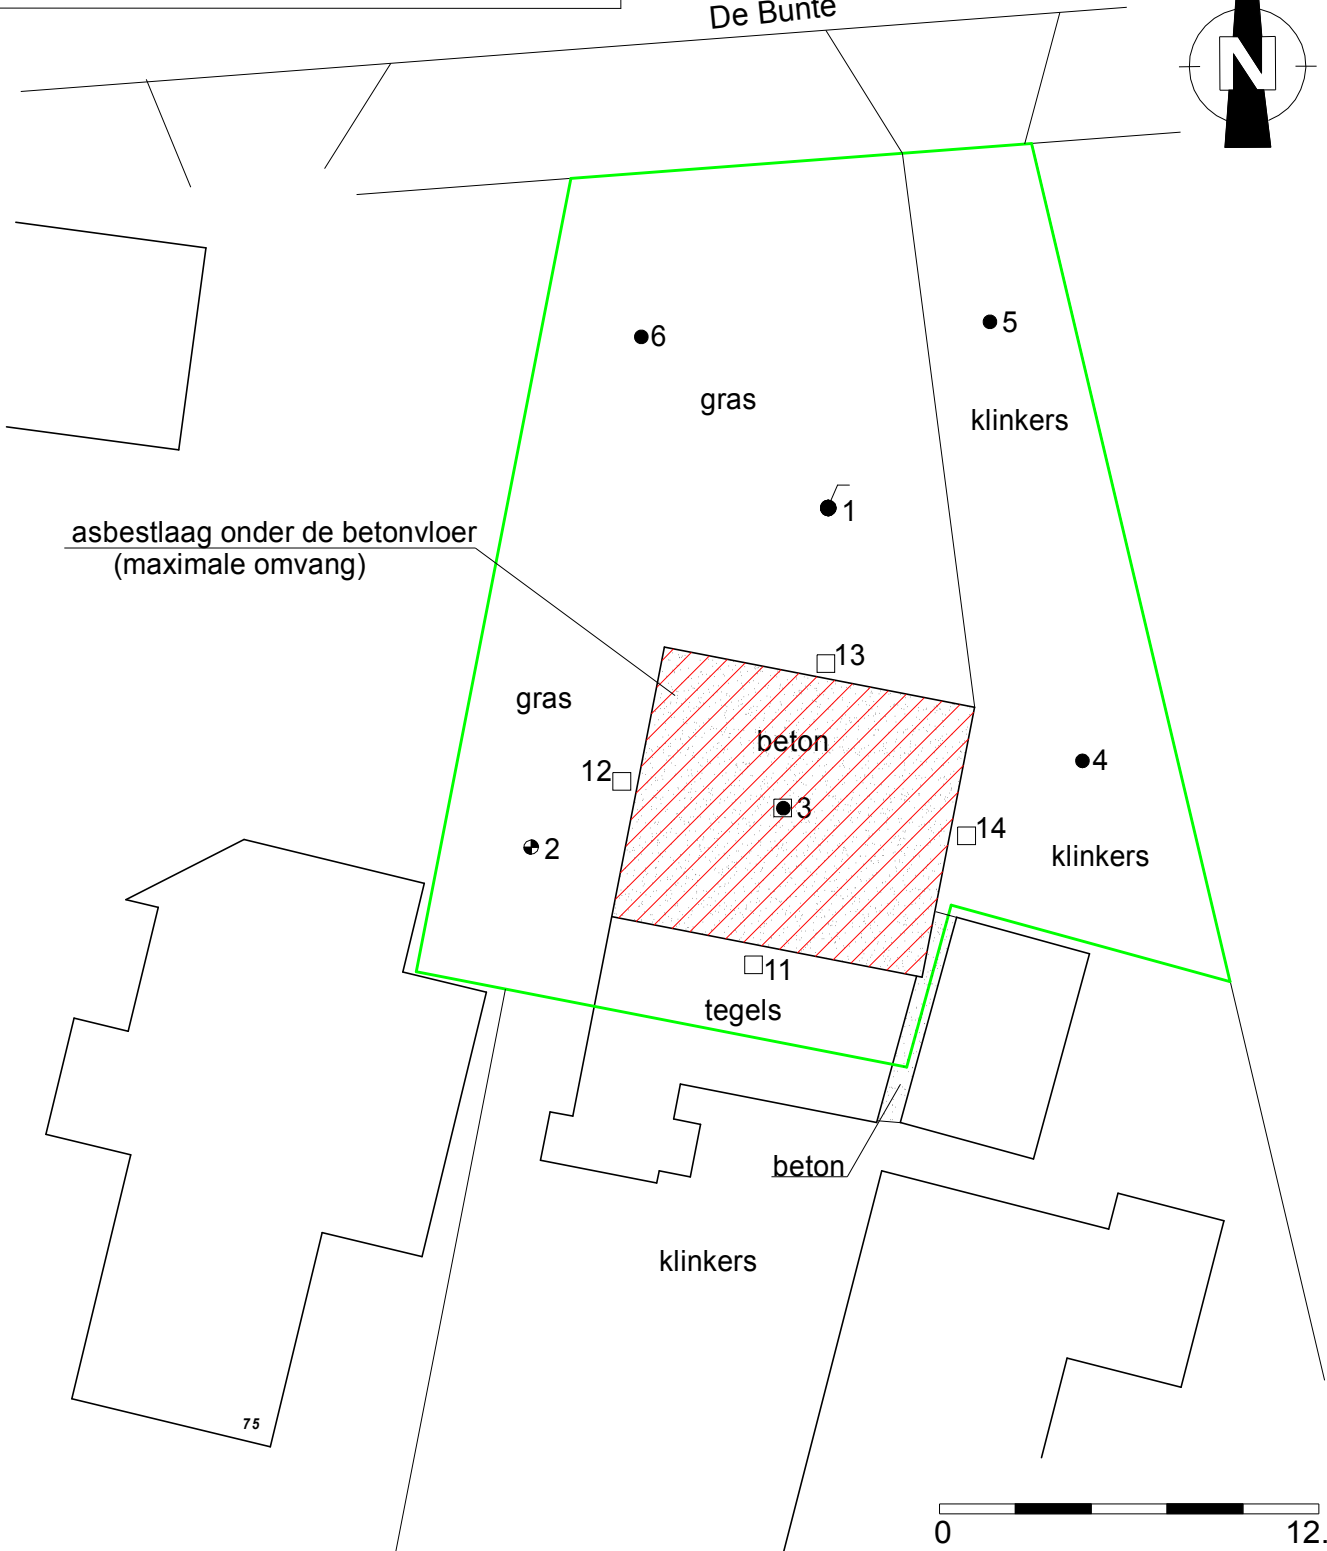 De Bunte
N
6
5
gras
klinkers
1
asbestlaag onder de betonvloer
(maximale omvang)
13
gras
beton
12
4
3
14
2
klinkers
11
tegels
beton
klinkers
75
0
12.